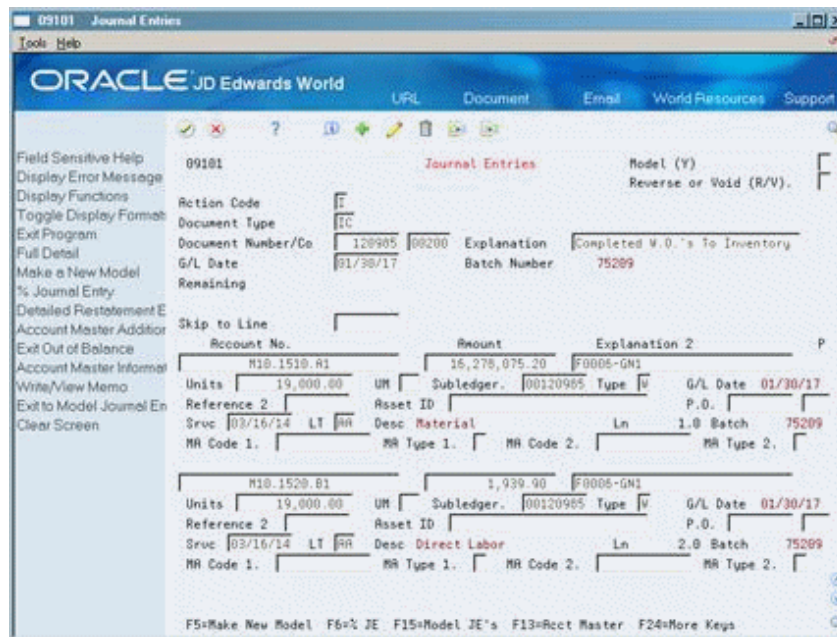 09101 Journal Entries
Tools Help
ORACLE JD Edwards World
URL Document Email World Resources Support
Field Sensitive Help
Display Error Message
Display Functions
Toggle Display Format
Exit Program
Full Detail
Make a New Model
% Journal Entry
Detailed Restatement E
Account Master Addition
Exit Out of Balance
Account Master Informat
Write/View Memo
Exit to Model Journal En
Clear Screen
09101 Journal Entries Model (Y)
Reverse or Void (R/V).
Action Code I
Document Type IC
Document Number/Co 120985 00200 Explanation Completed W.O.'s To Inventory
G/L Date 01/30/17 Batch Number 75209
Remaining
Skip to Line
Account No. Amount Explanation 2 P
M10.1510.A1 16,278,075.20 F0006-GN1
Units 19,000.00 UM Subledger. 00120985 Type W G/L Date 01/30/17
Reference 2 Asset ID P.O.
Srvc 03/16/14 LT AA Desc Material Ln 1.0 Batch 75209
MA Code 1. MA Type 1. MA Code 2. MA Type 2.
M10.1520.B1 1,939.90 F0006-GN1
Units 19,000.00 UM Subledger. 00120985 Type W G/L Date 01/30/17
Reference 2 Asset ID P.O.
Srvc 03/16/14 LT AA Desc Direct Labor Ln 2.0 Batch 75209
MA Code 1. MA Type 1. MA Code 2. MA Type 2.
F5=Make New Model F6=% JE F15=Model JE's F13=Acct Master F24=More Keys